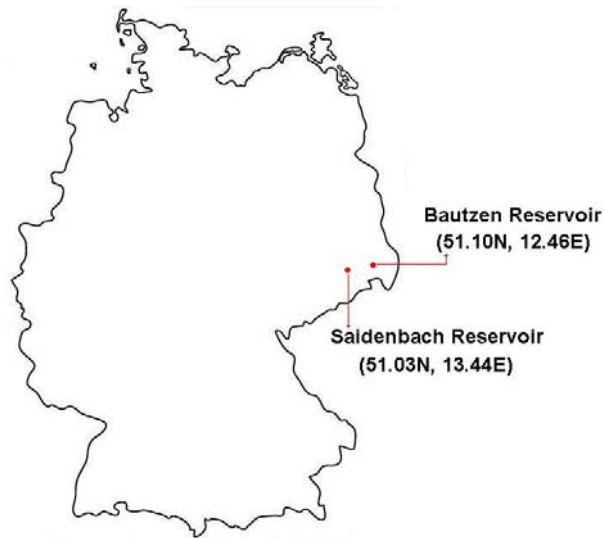 Bautzen Reservoir
(51.10N, 12.46E)
Saidenbach Reservoir
(51.03N, 13.44E)